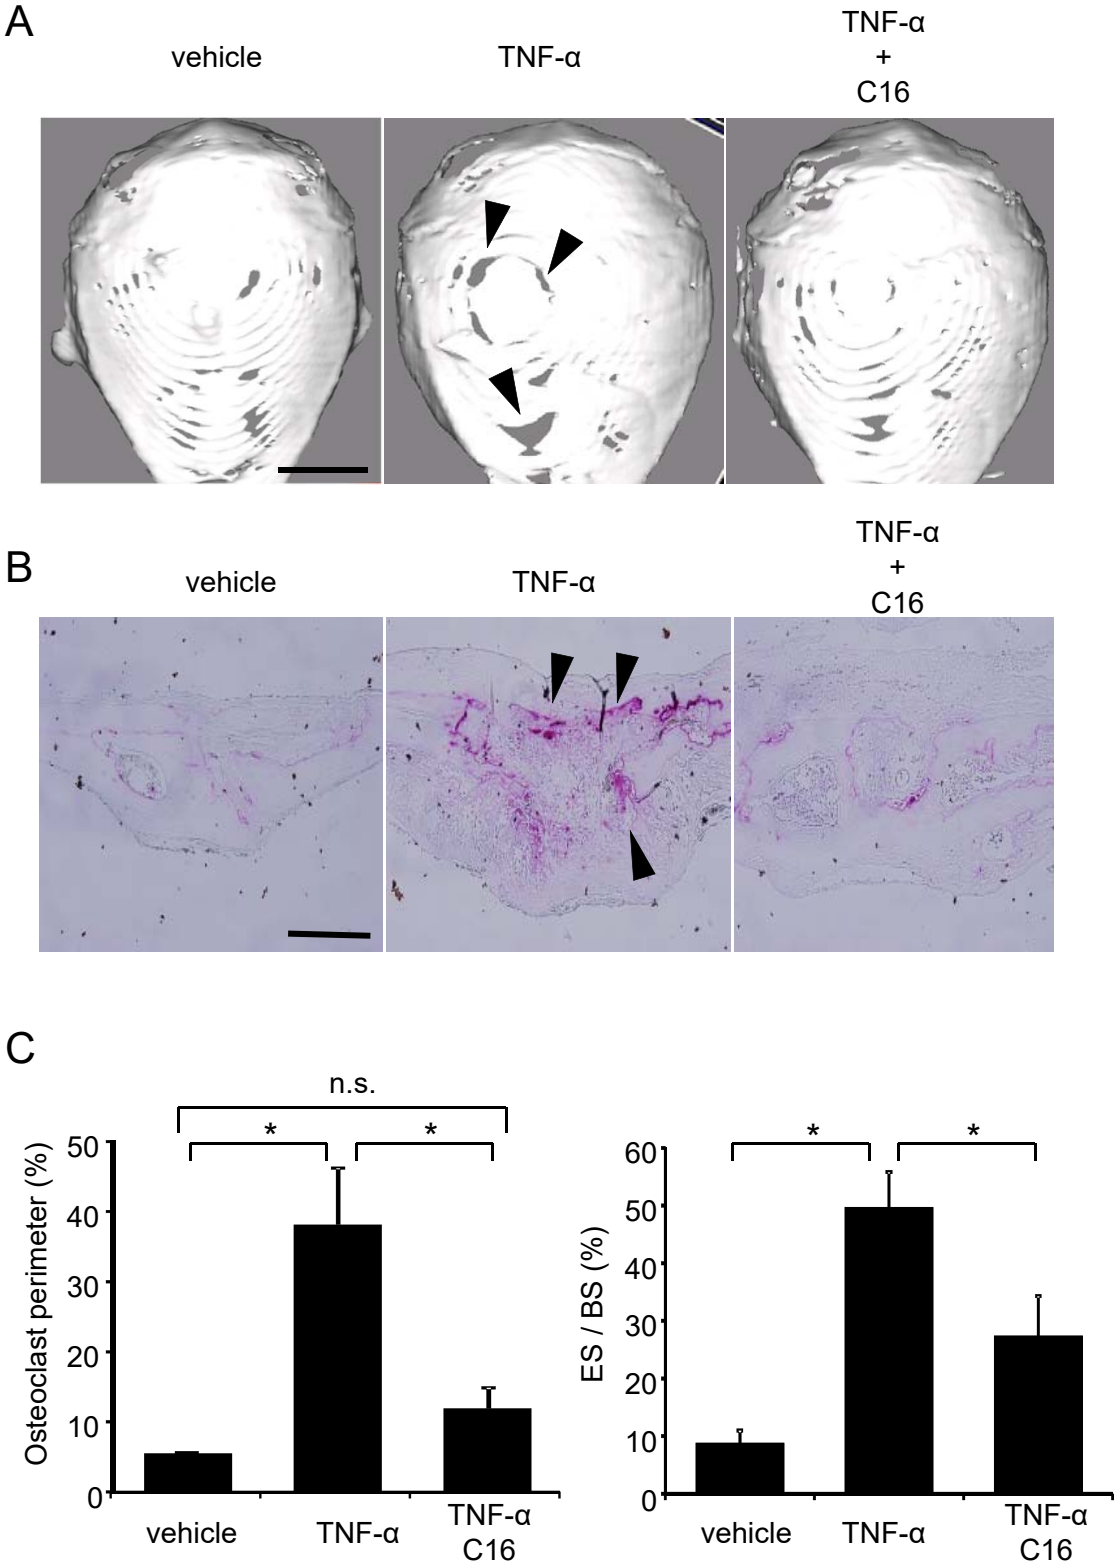 A
vehicle
TNF-α
TNF-α
+
C16
B
vehicle
TNF-α
TNF-α
+
C16
C
n.s.
*
*
Osteoclast perimeter (%)
50
40
30
20
10
0
vehicle
TNF-α
TNF-α
C16
*
*
ES / BS (%)
60
50
40
30
20
10
0
vehicle
TNF-α
TNF-α
C16